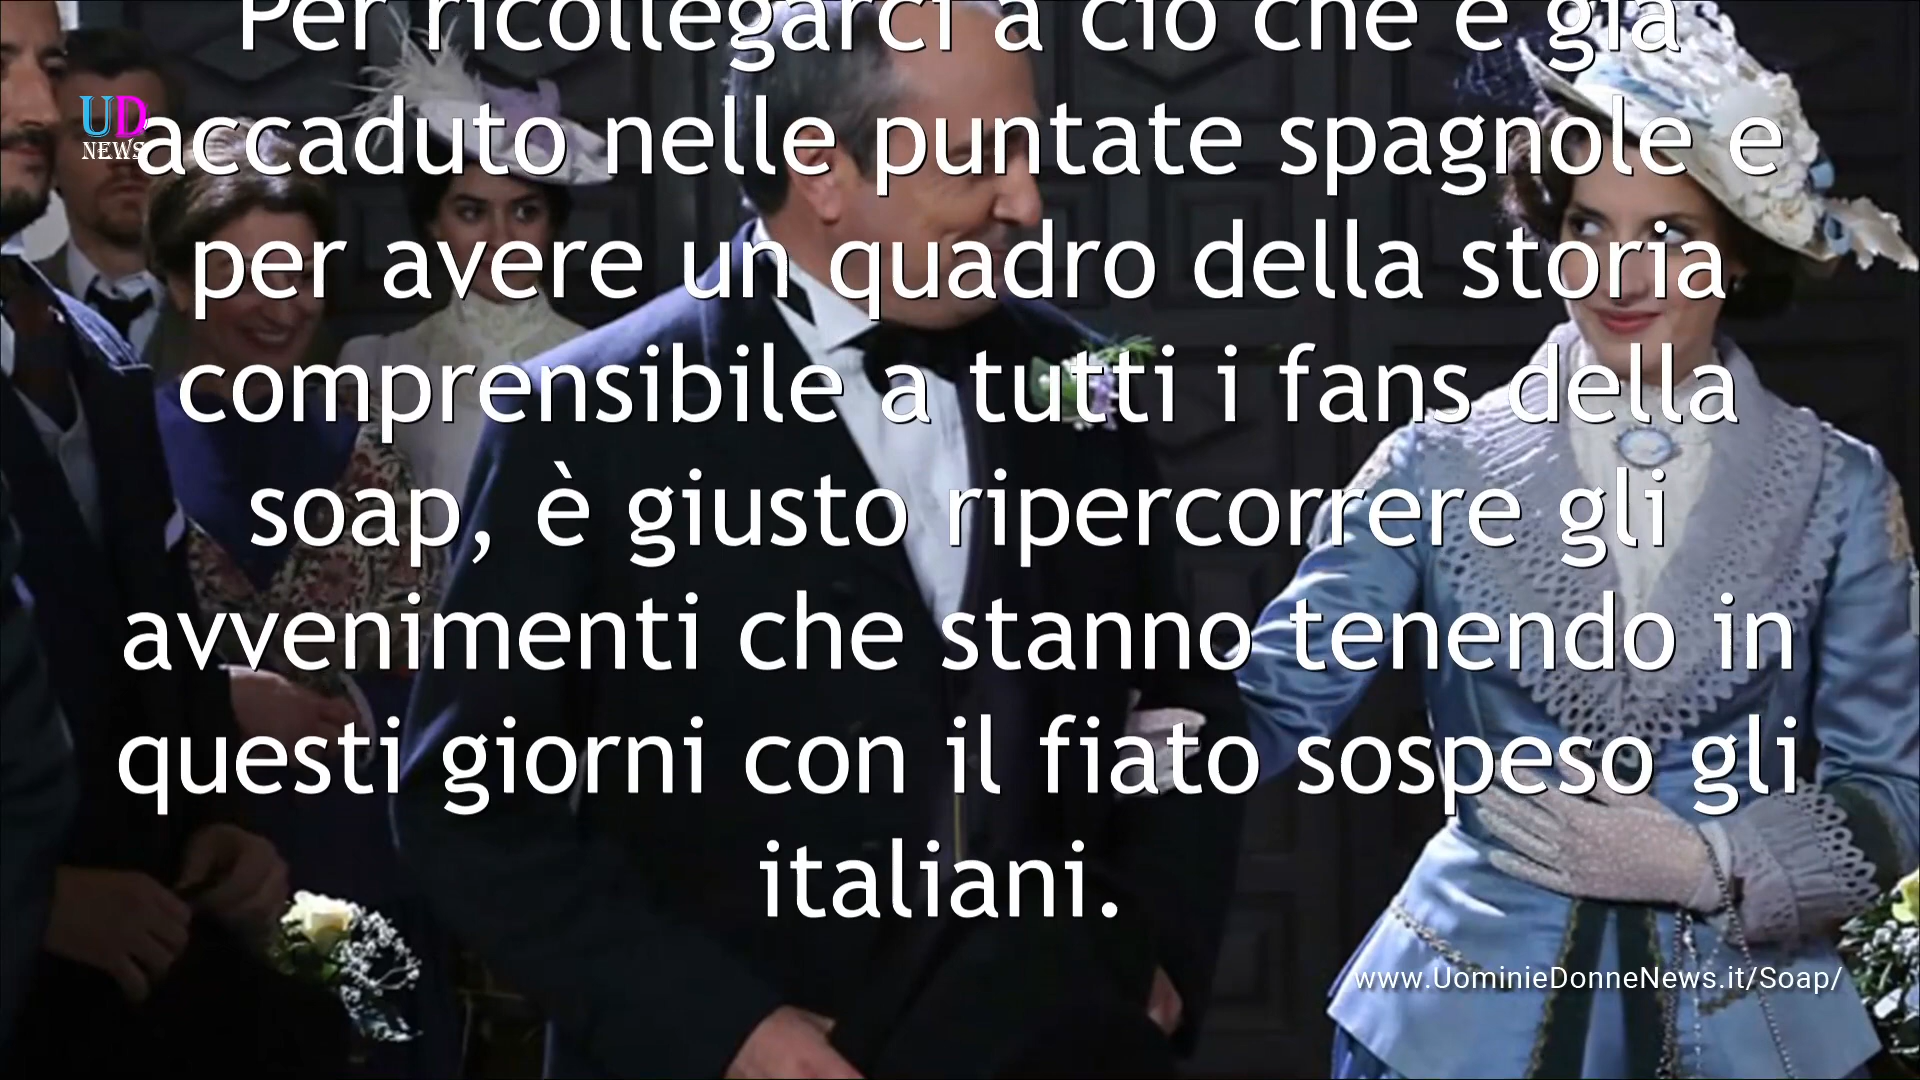 Per ricollegarci a ciò che è già
UD
NEWS
accaduto nelle puntate spagnole e
per avere un quadro della storia
comprensibile a tutti i fans della
soap, è giusto ripercorrere gli
avvenimenti che stanno tenendo in
questi giorni con il fiato sospeso gli
italiani.
www.UominieDonneNews.it/Soap/